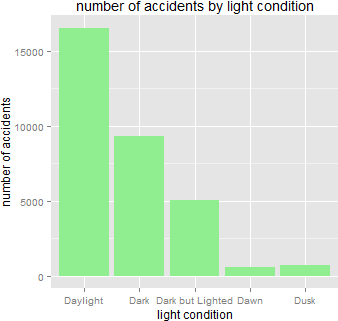 number of accidents by light condition
number of accidents
15000
10000
5000
0
Daylight Dark Dark but Lighted Dawn Dusk
light condition